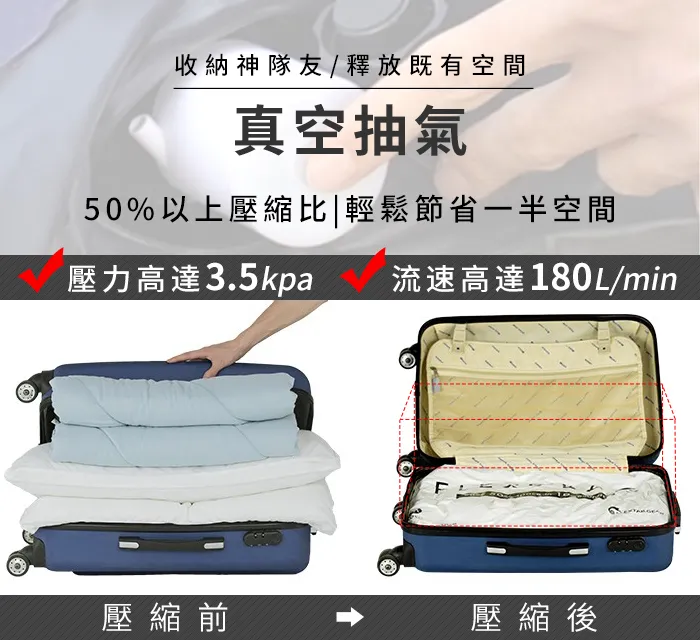 收納神隊友/釋放既有空間
真空抽氣
50%以上壓縮比|輕鬆節省一半空間
壓力高達3.5kpa 流速高達180L/min
FLEXTAILGEAR
壓縮前 → 壓縮後